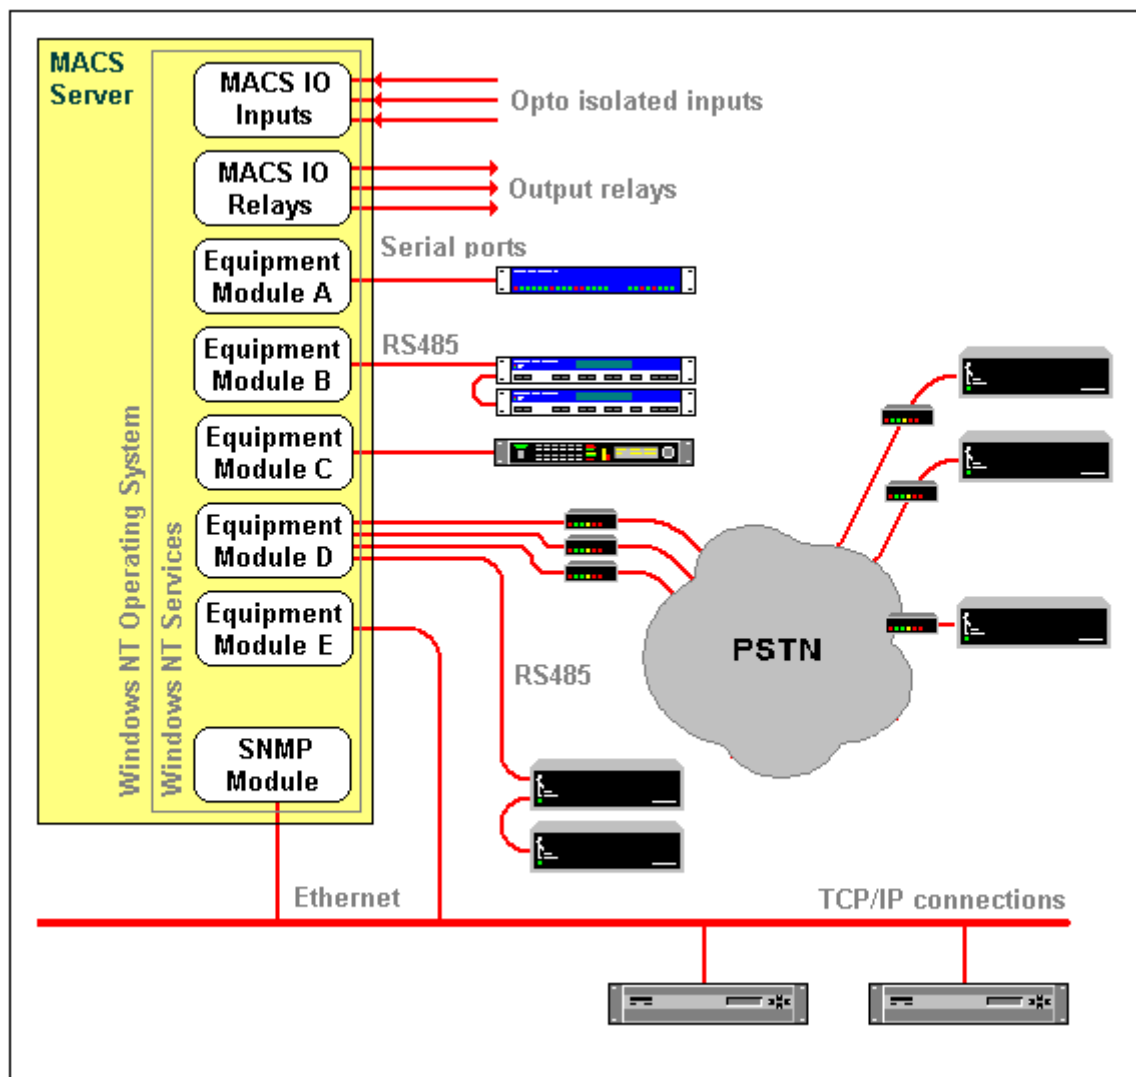 MACS
Server
MACS IO
Inputs
Opto isolated inputs
MACS IO
Relays
Output relays
Serial ports
Equipment
Module A
RS485
Equipment
Module B
Equipment
Module C
Equipment
Module D
Equipment
Module E
Windows NT Operating System
Windows NT Services
PSTN
RS485
SNMP
Module
Ethernet
TCP/IP connections